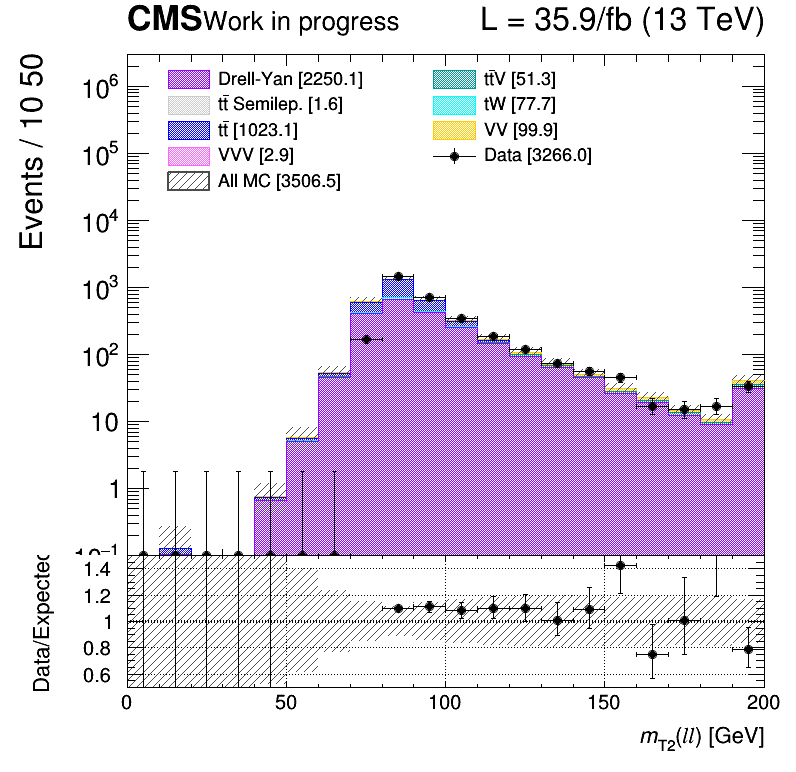 CMS Work in progress L = 35.9/fb (13 TeV)
Events / 10 50
Drell-Yan [2250.1]
tt̄ Semilep. [1.6]
tt̄ [1023.1]
VVV [2.9]
All MC [3506.5]
tt̄V [51.3]
tW [77.7]
VV [99.9]
Data [3266.0]
10⁶
10⁵
10⁴
10³
10²
10
1
10⁻¹
Data/Expected
1.4
1.2
1
0.8
0.6
0 50 100 150 200
m_T2(ll) [GeV]